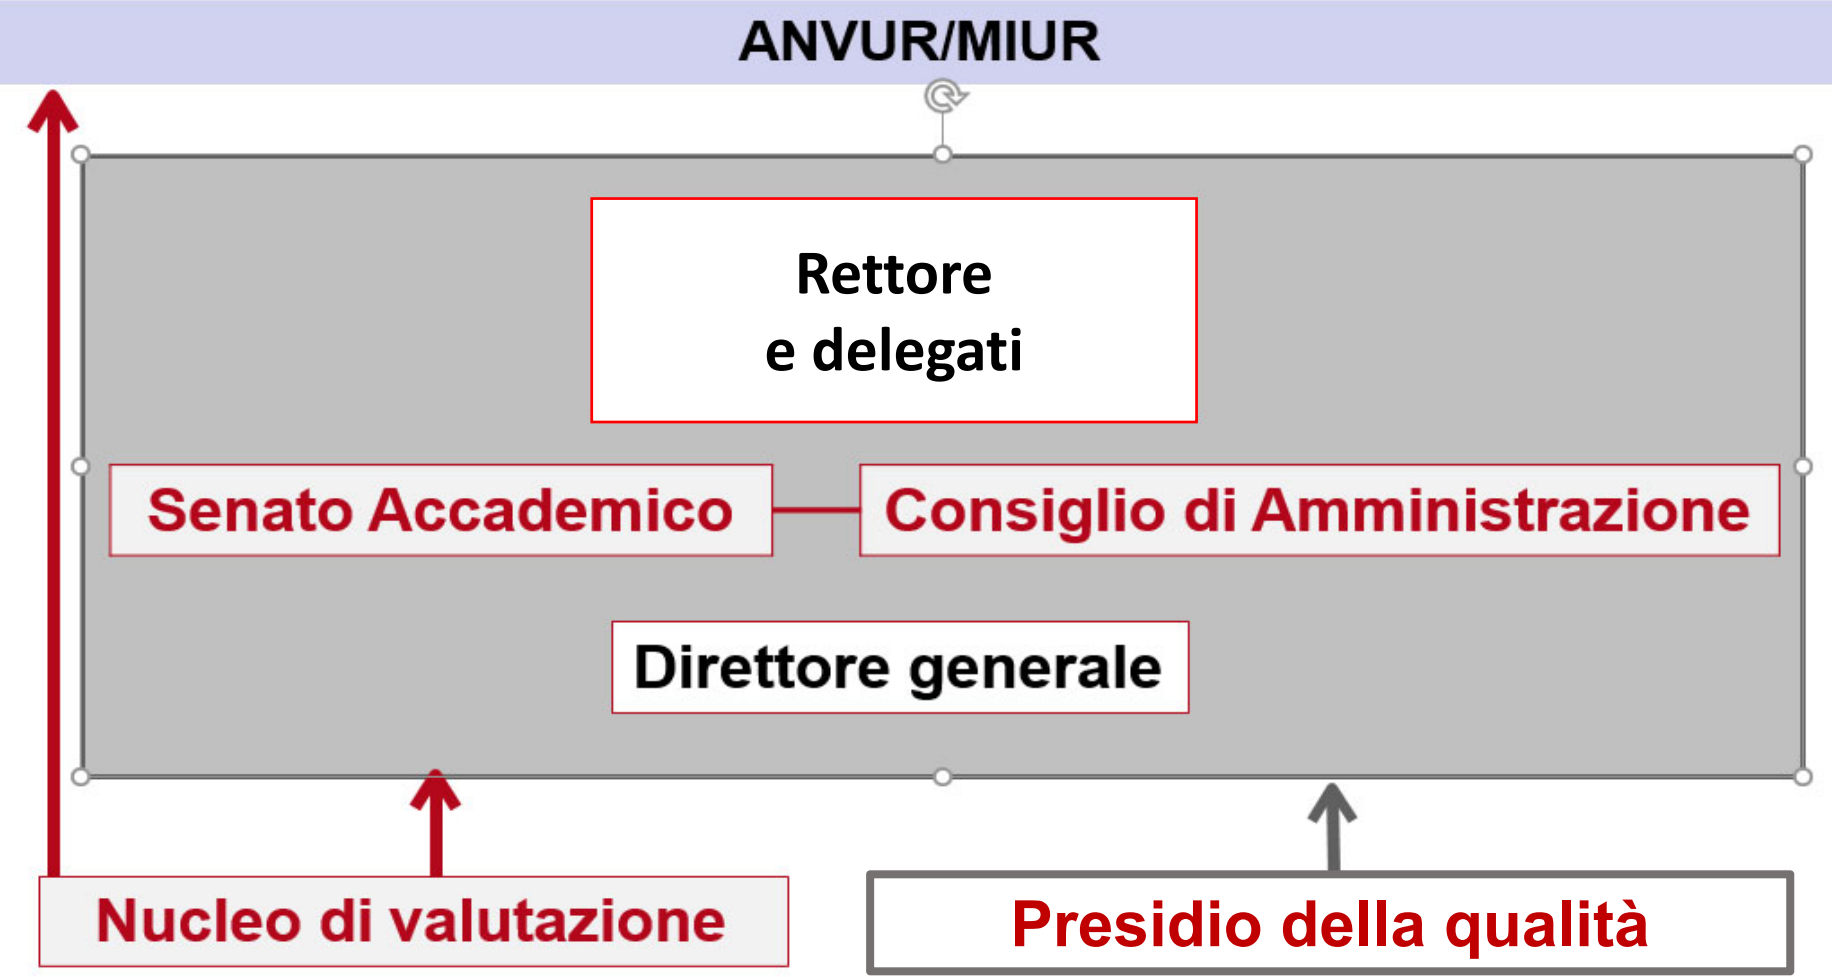 ANVUR/MIUR
Rettore
e delegati
Senato Accademico
Consiglio di Amministrazione
Direttore generale
Nucleo di valutazione
Presidio della qualità